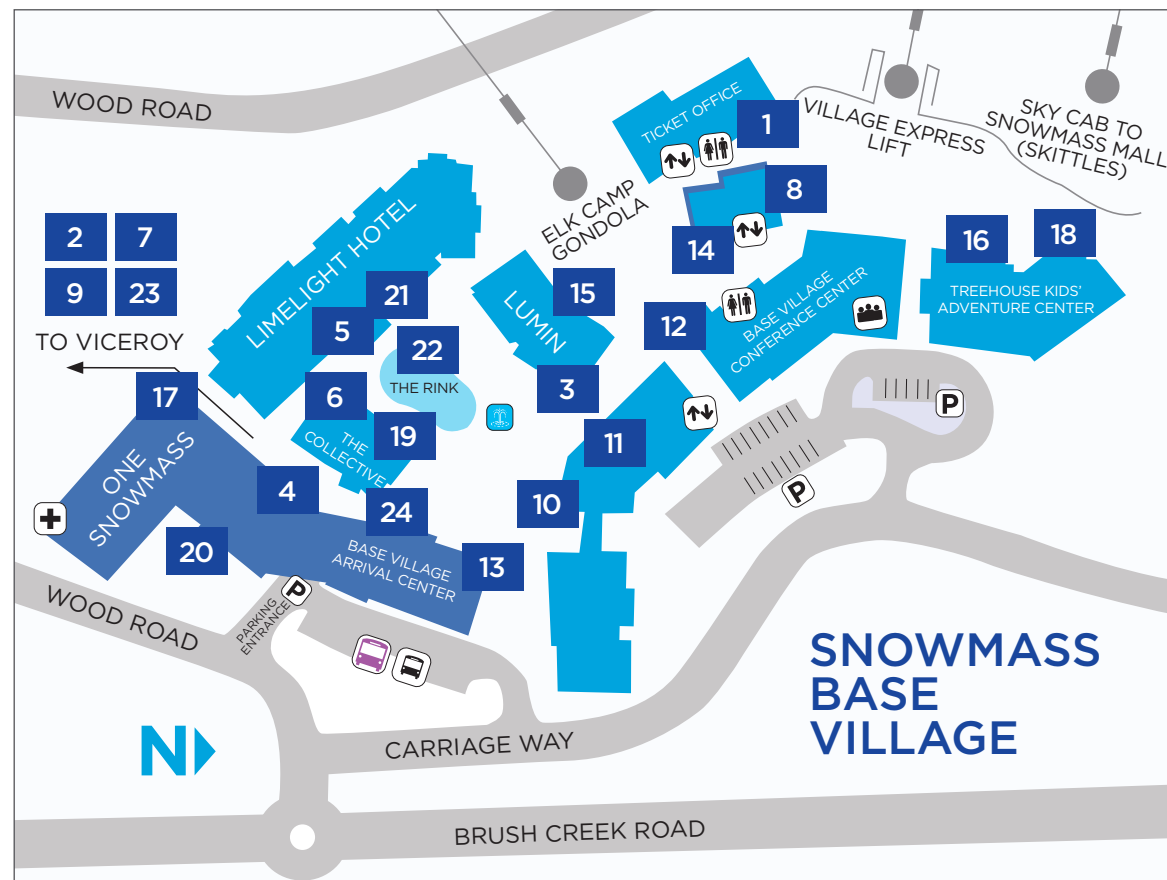 WOOD ROAD
TICKET OFFICE
1
VILLAGE EXPRESS
LIFT
SKY CAB TO
SNOWMASS MALL
(SKITTLES)
ELK CAMP
GONDOLA
8
14
2
7
9
23
TO VICEROY
LIMELIGHT HOTEL
21
5
22
THE RINK
LUMIN
15
3
12
BASE VILLAGE
CONFERENCE CENTER
16
18
TREEHOUSE KIDS'
ADVENTURE CENTER
17
6
THE
COLLECTIVE
19
11
10
P
P
ONE
SNOWMASS
4
24
20
BASE VILLAGE
ARRIVAL CENTER
13
P
PARKING
ENTRANCE
WOOD ROAD
SNOWMASS
BASE
VILLAGE
N
CARRIAGE WAY
BRUSH CREEK ROAD